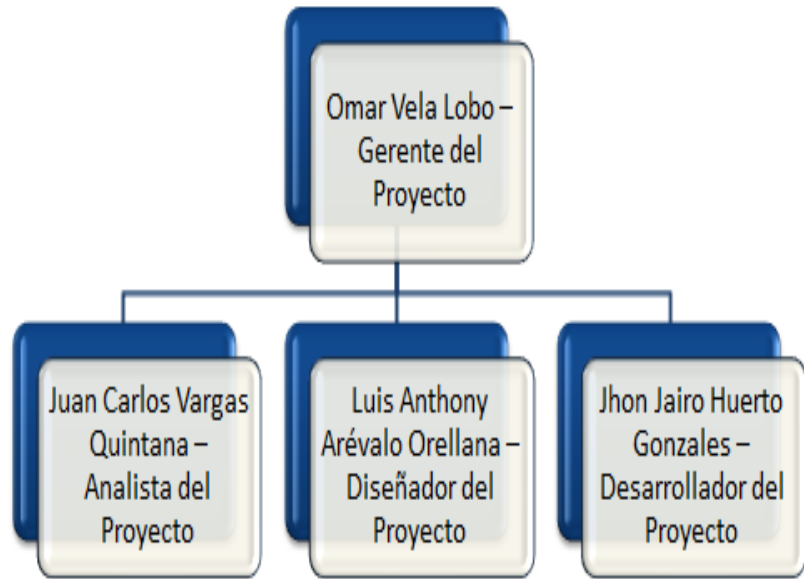 Omar Vela Lobo –
Gerente del
Proyecto
Juan Carlos Vargas
Quintana –
Analista del
Proyecto
Luis Anthony
Arévalo Orellana –
Diseñador del
Proyecto
Jhon Jairo Huerto
Gonzales –
Desarrollador del
Proyecto